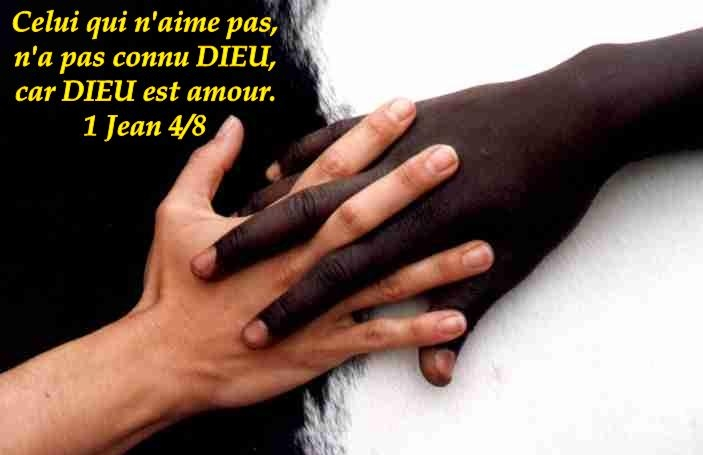 Celui qui n'aime pas,
n'a pas connu DIEU,
car DIEU est amour.
1 Jean 4/8